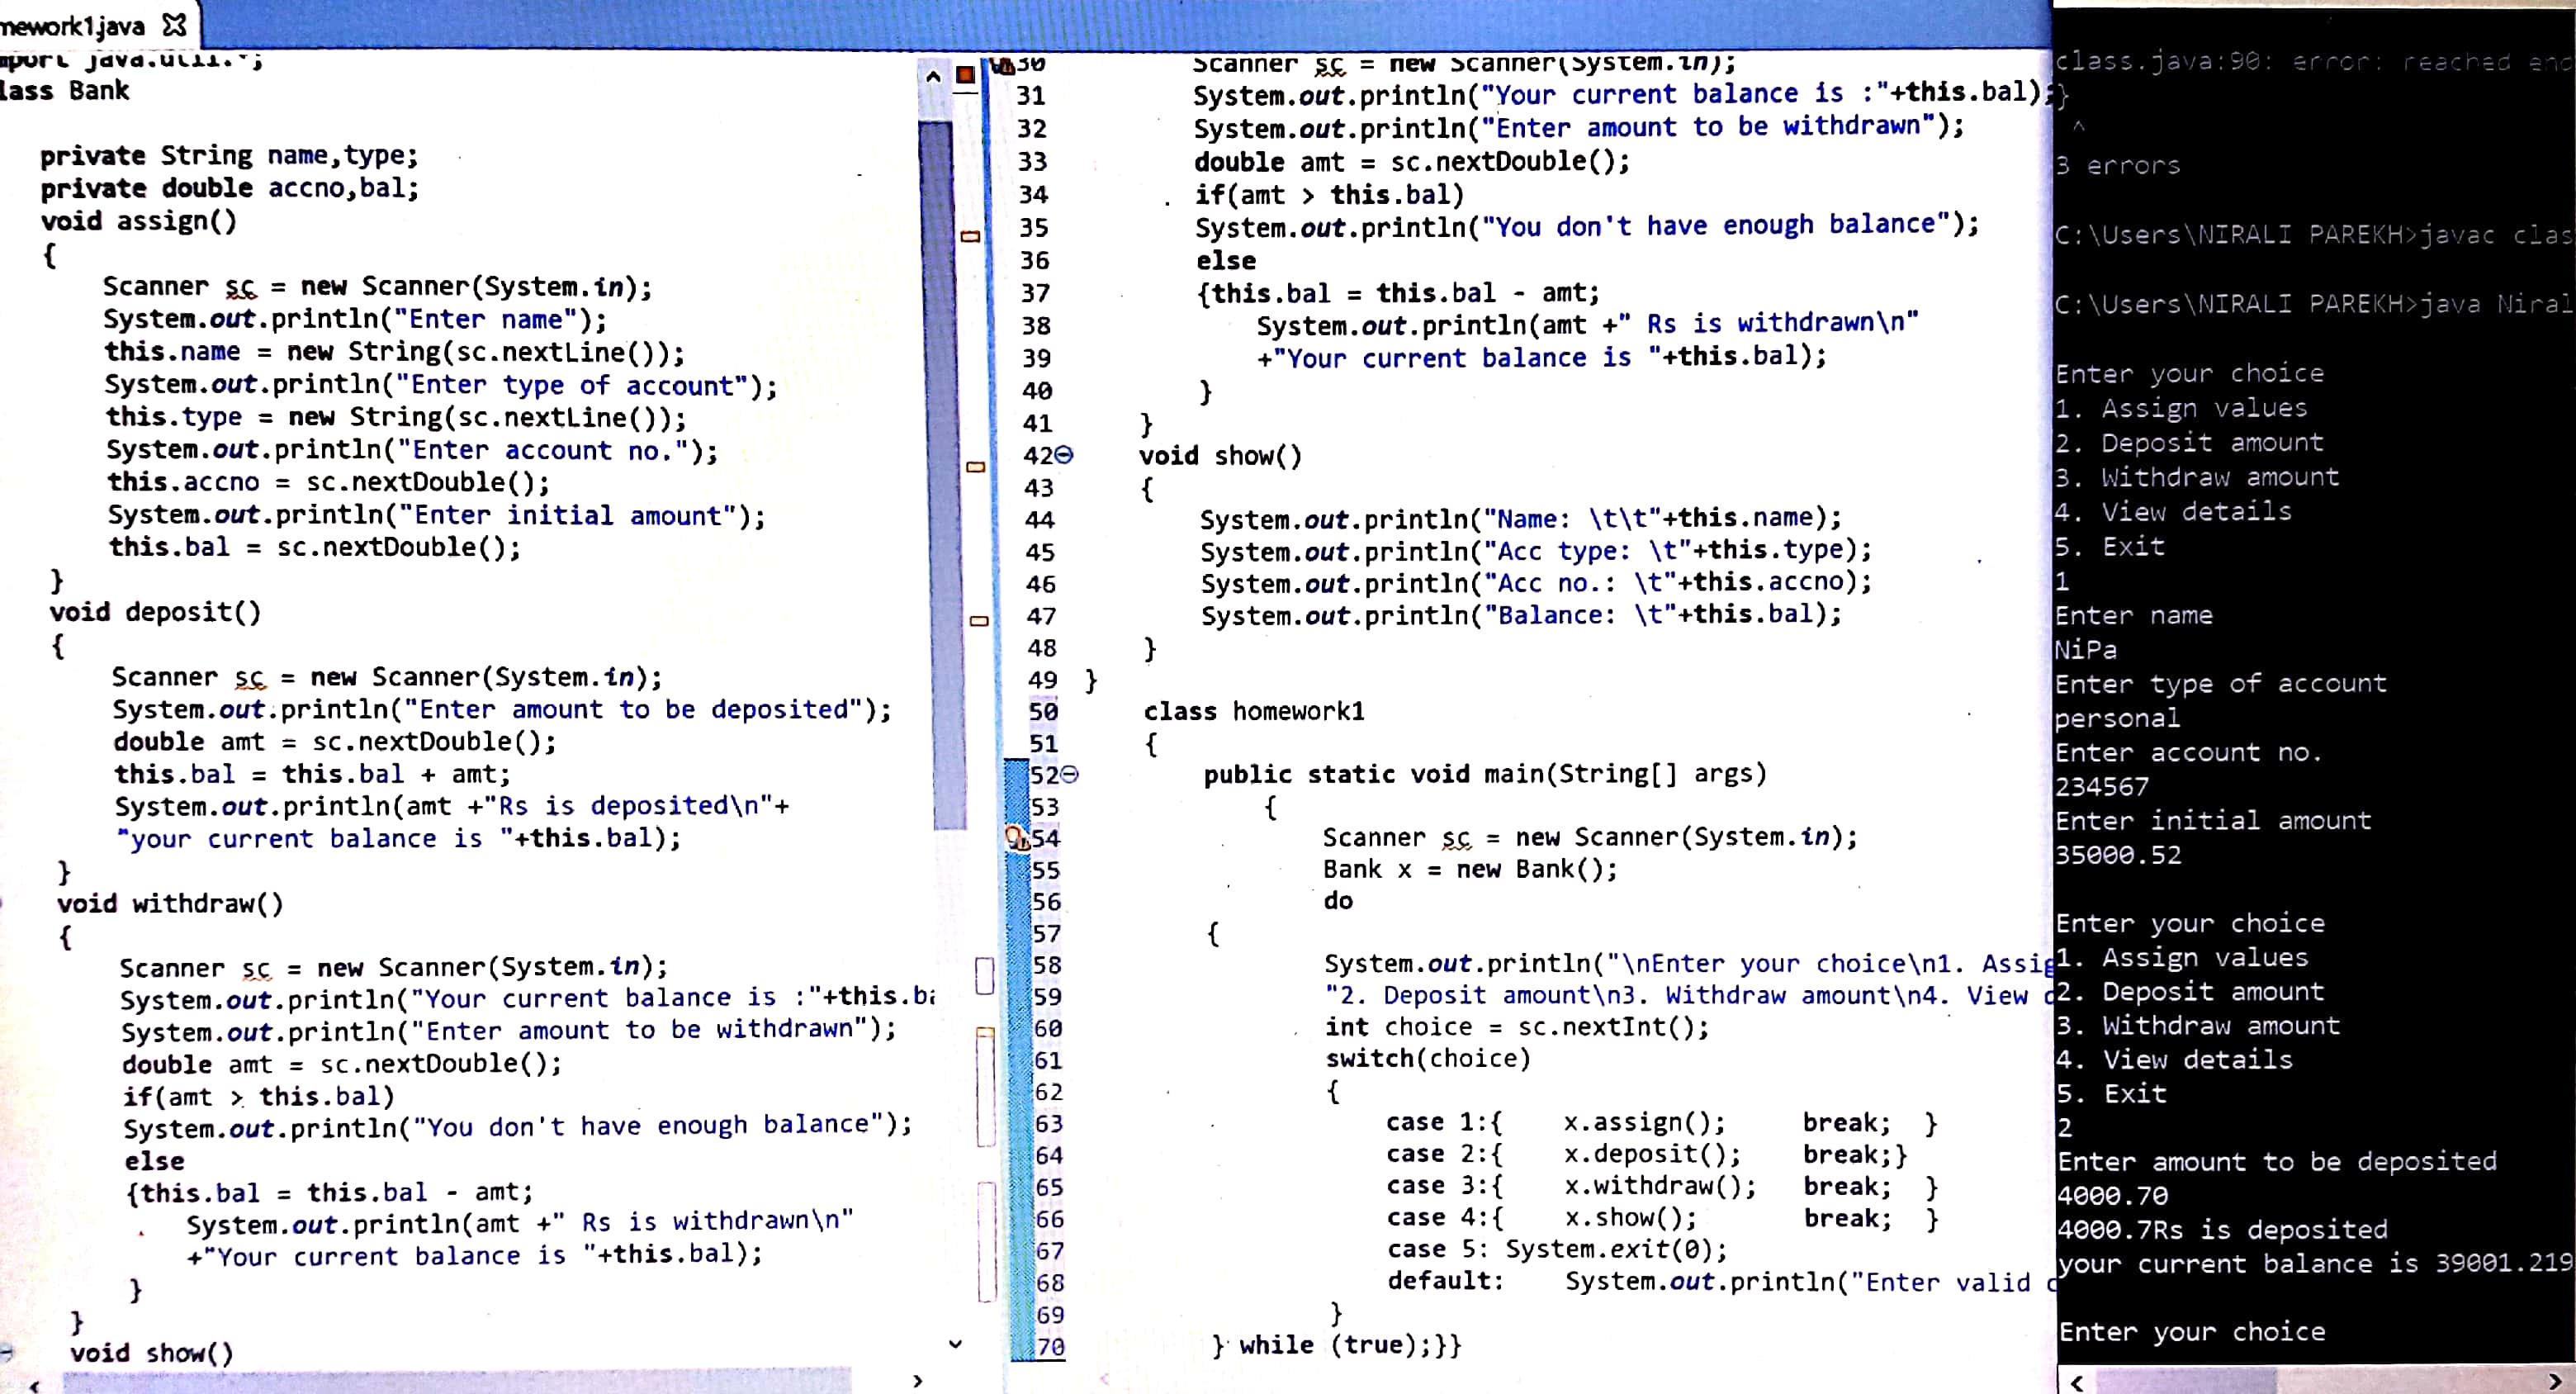 nework1.java
import java.util.*;
lass Bank
private String name,type;
private double accno,bal;
void assign()
{
Scanner sc = new Scanner(System.in);
System.out.println("Enter name");
this.name = new String(sc.nextLine());
System.out.println("Enter type of account");
this.type = new String(sc.nextLine());
System.out.println("Enter account no.");
this.accno = sc.nextDouble();
System.out.println("Enter initial amount");
this.bal = sc.nextDouble();
}
void deposit()
{
Scanner sc = new Scanner(System.in);
System.out.println("Enter amount to be deposited");
double amt = sc.nextDouble();
this.bal = this.bal + amt;
System.out.println(amt +"Rs is deposited\n"+
"your current balance is "+this.bal);
}
void withdraw()
{
Scanner sc = new Scanner(System.in);
System.out.println("Your current balance is :"+this.ba
System.out.println("Enter amount to be withdrawn");
double amt = sc.nextDouble();
if(amt > this.bal)
System.out.println("You don't have enough balance");
else
{this.bal = this.bal - amt;
System.out.println(amt +" Rs is withdrawn\n"
+"Your current balance is "+this.bal);
}
}
void show()
30 Scanner sc = new Scanner(System.in);
31 System.out.println("Your current balance is :"+this.bal);
32 System.out.println("Enter amount to be withdrawn");
33 double amt = sc.nextDouble();
34 if(amt > this.bal)
35 System.out.println("You don't have enough balance");
36 else
37 {this.bal = this.bal - amt;
38 System.out.println(amt +" Rs is withdrawn\n"
39 +"Your current balance is "+this.bal);
40 }
41 }
42 void show()
43 {
44 System.out.println("Name: \t\t"+this.name);
45 System.out.println("Acc type: \t"+this.type);
46 System.out.println("Acc no.: \t"+this.accno);
47 System.out.println("Balance: \t"+this.bal);
48 }
49 }
50 class homework1
51 {
52 public static void main(String[] args)
53 {
54 Scanner sc = new Scanner(System.in);
55 Bank x = new Bank();
56 do
57 {
58 System.out.println("\nEnter your choice\n1. Assig
59 "2. Deposit amount\n3. Withdraw amount\n4. View d
60 int choice = sc.nextInt();
61 switch(choice)
62 {
63 case 1:{ x.assign(); break; }
64 case 2:{ x.deposit(); break;}
65 case 3:{ x.withdraw(); break; }
66 case 4:{ x.show(); break; }
67 case 5: System.exit(0);
68 default: System.out.println("Enter valid c
69 }
70 } while (true);}}
class.java:90: error: reached end
}
^
3 errors
C:\Users\NIRALI PAREKH>javac clas
C:\Users\NIRALI PAREKH>java Niral
Enter your choice
1. Assign values
2. Deposit amount
3. Withdraw amount
4. View details
5. Exit
1
Enter name
NiPa
Enter type of account
personal
Enter account no.
234567
Enter initial amount
35000.52
Enter your choice
1. Assign values
2. Deposit amount
3. Withdraw amount
4. View details
5. Exit
2
Enter amount to be deposited
4000.70
4000.7Rs is deposited
your current balance is 39001.219
Enter your choice